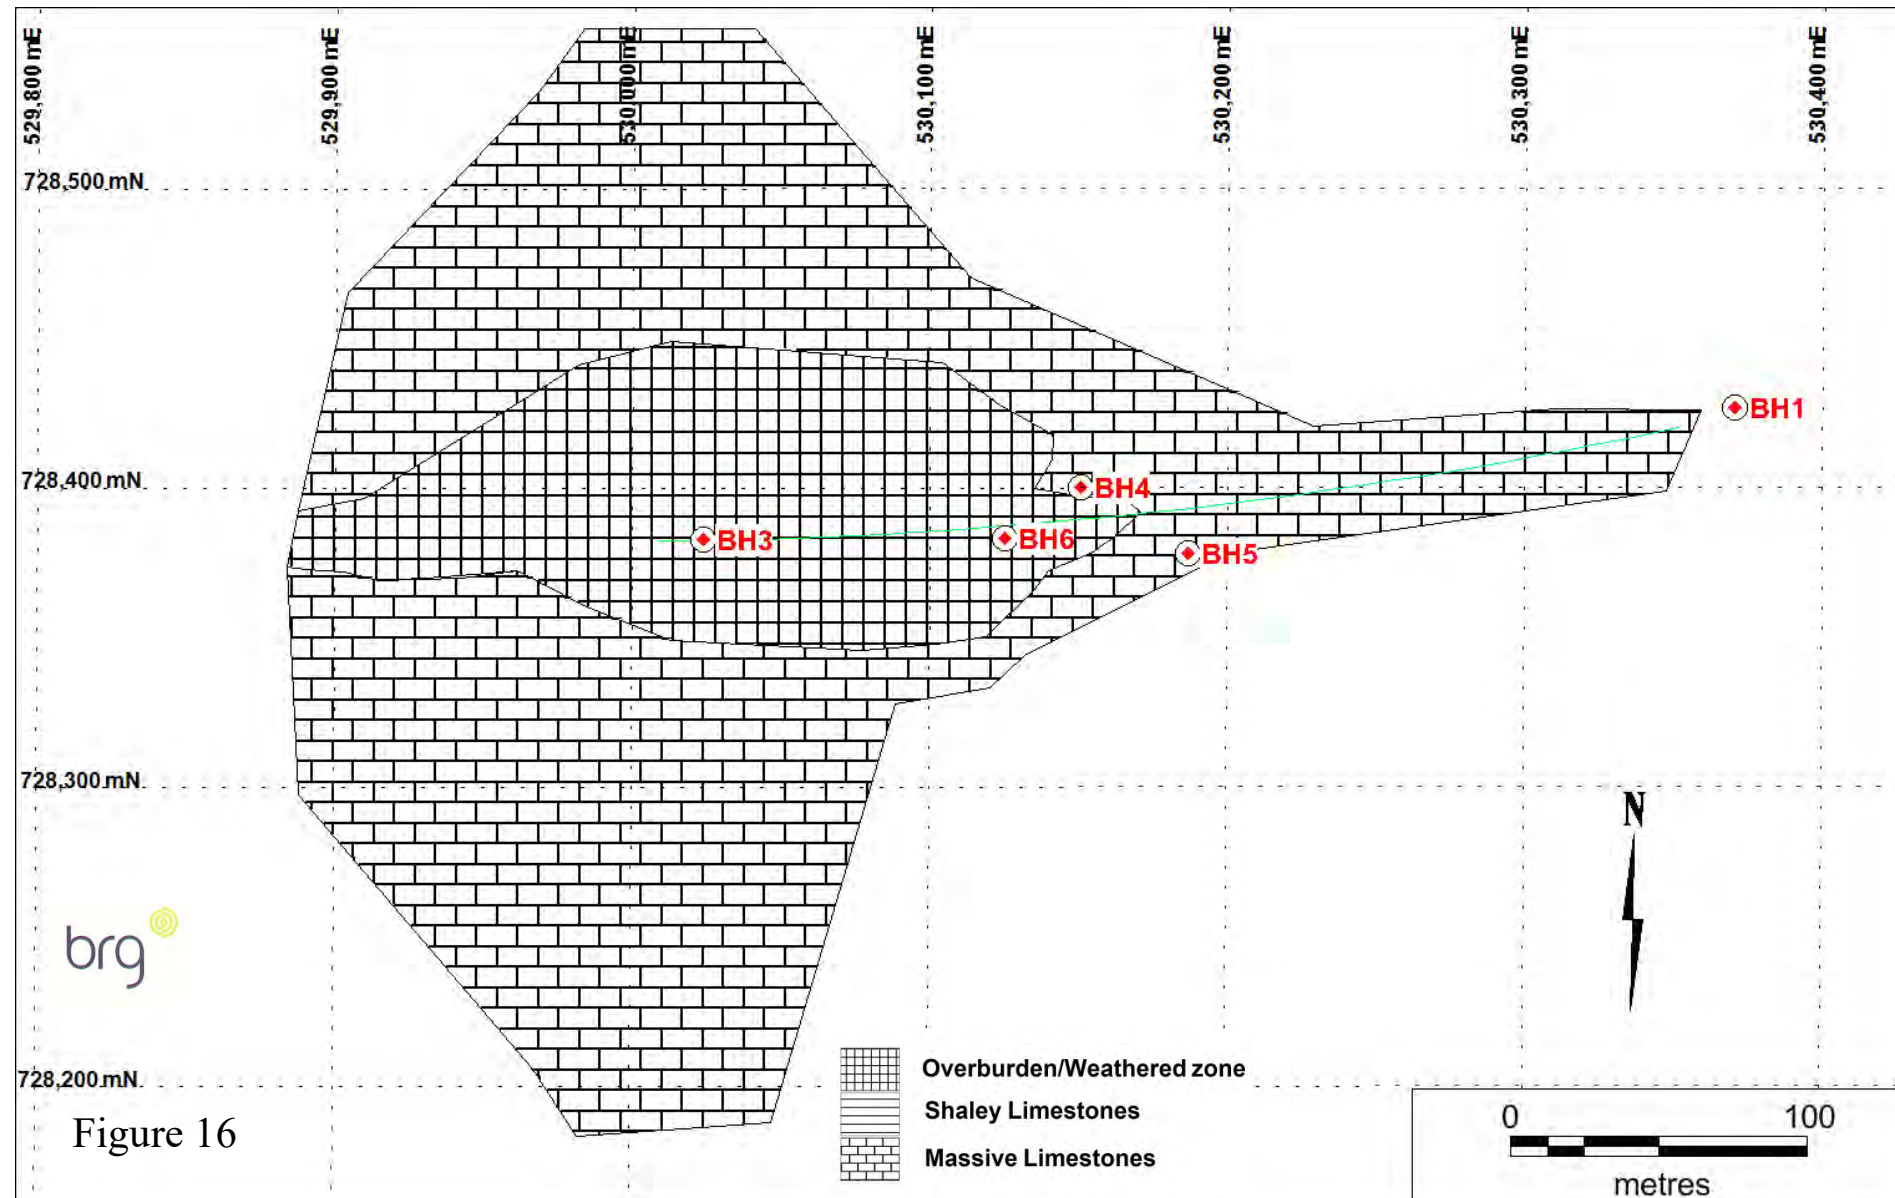 529,800 mE
529,900 mE
530,000 mE
530,100 mE
530,200 mE
530,300 mE
530,400 mE
728,500 mN
BH1
728,400 mN
BH4
BH3
BH6
BH5
728,300 mN
N
brg
728,200 mN
Overburden/Weathered zone
Shaley Limestones
Massive Limestones
Figure 16
0 100
metres